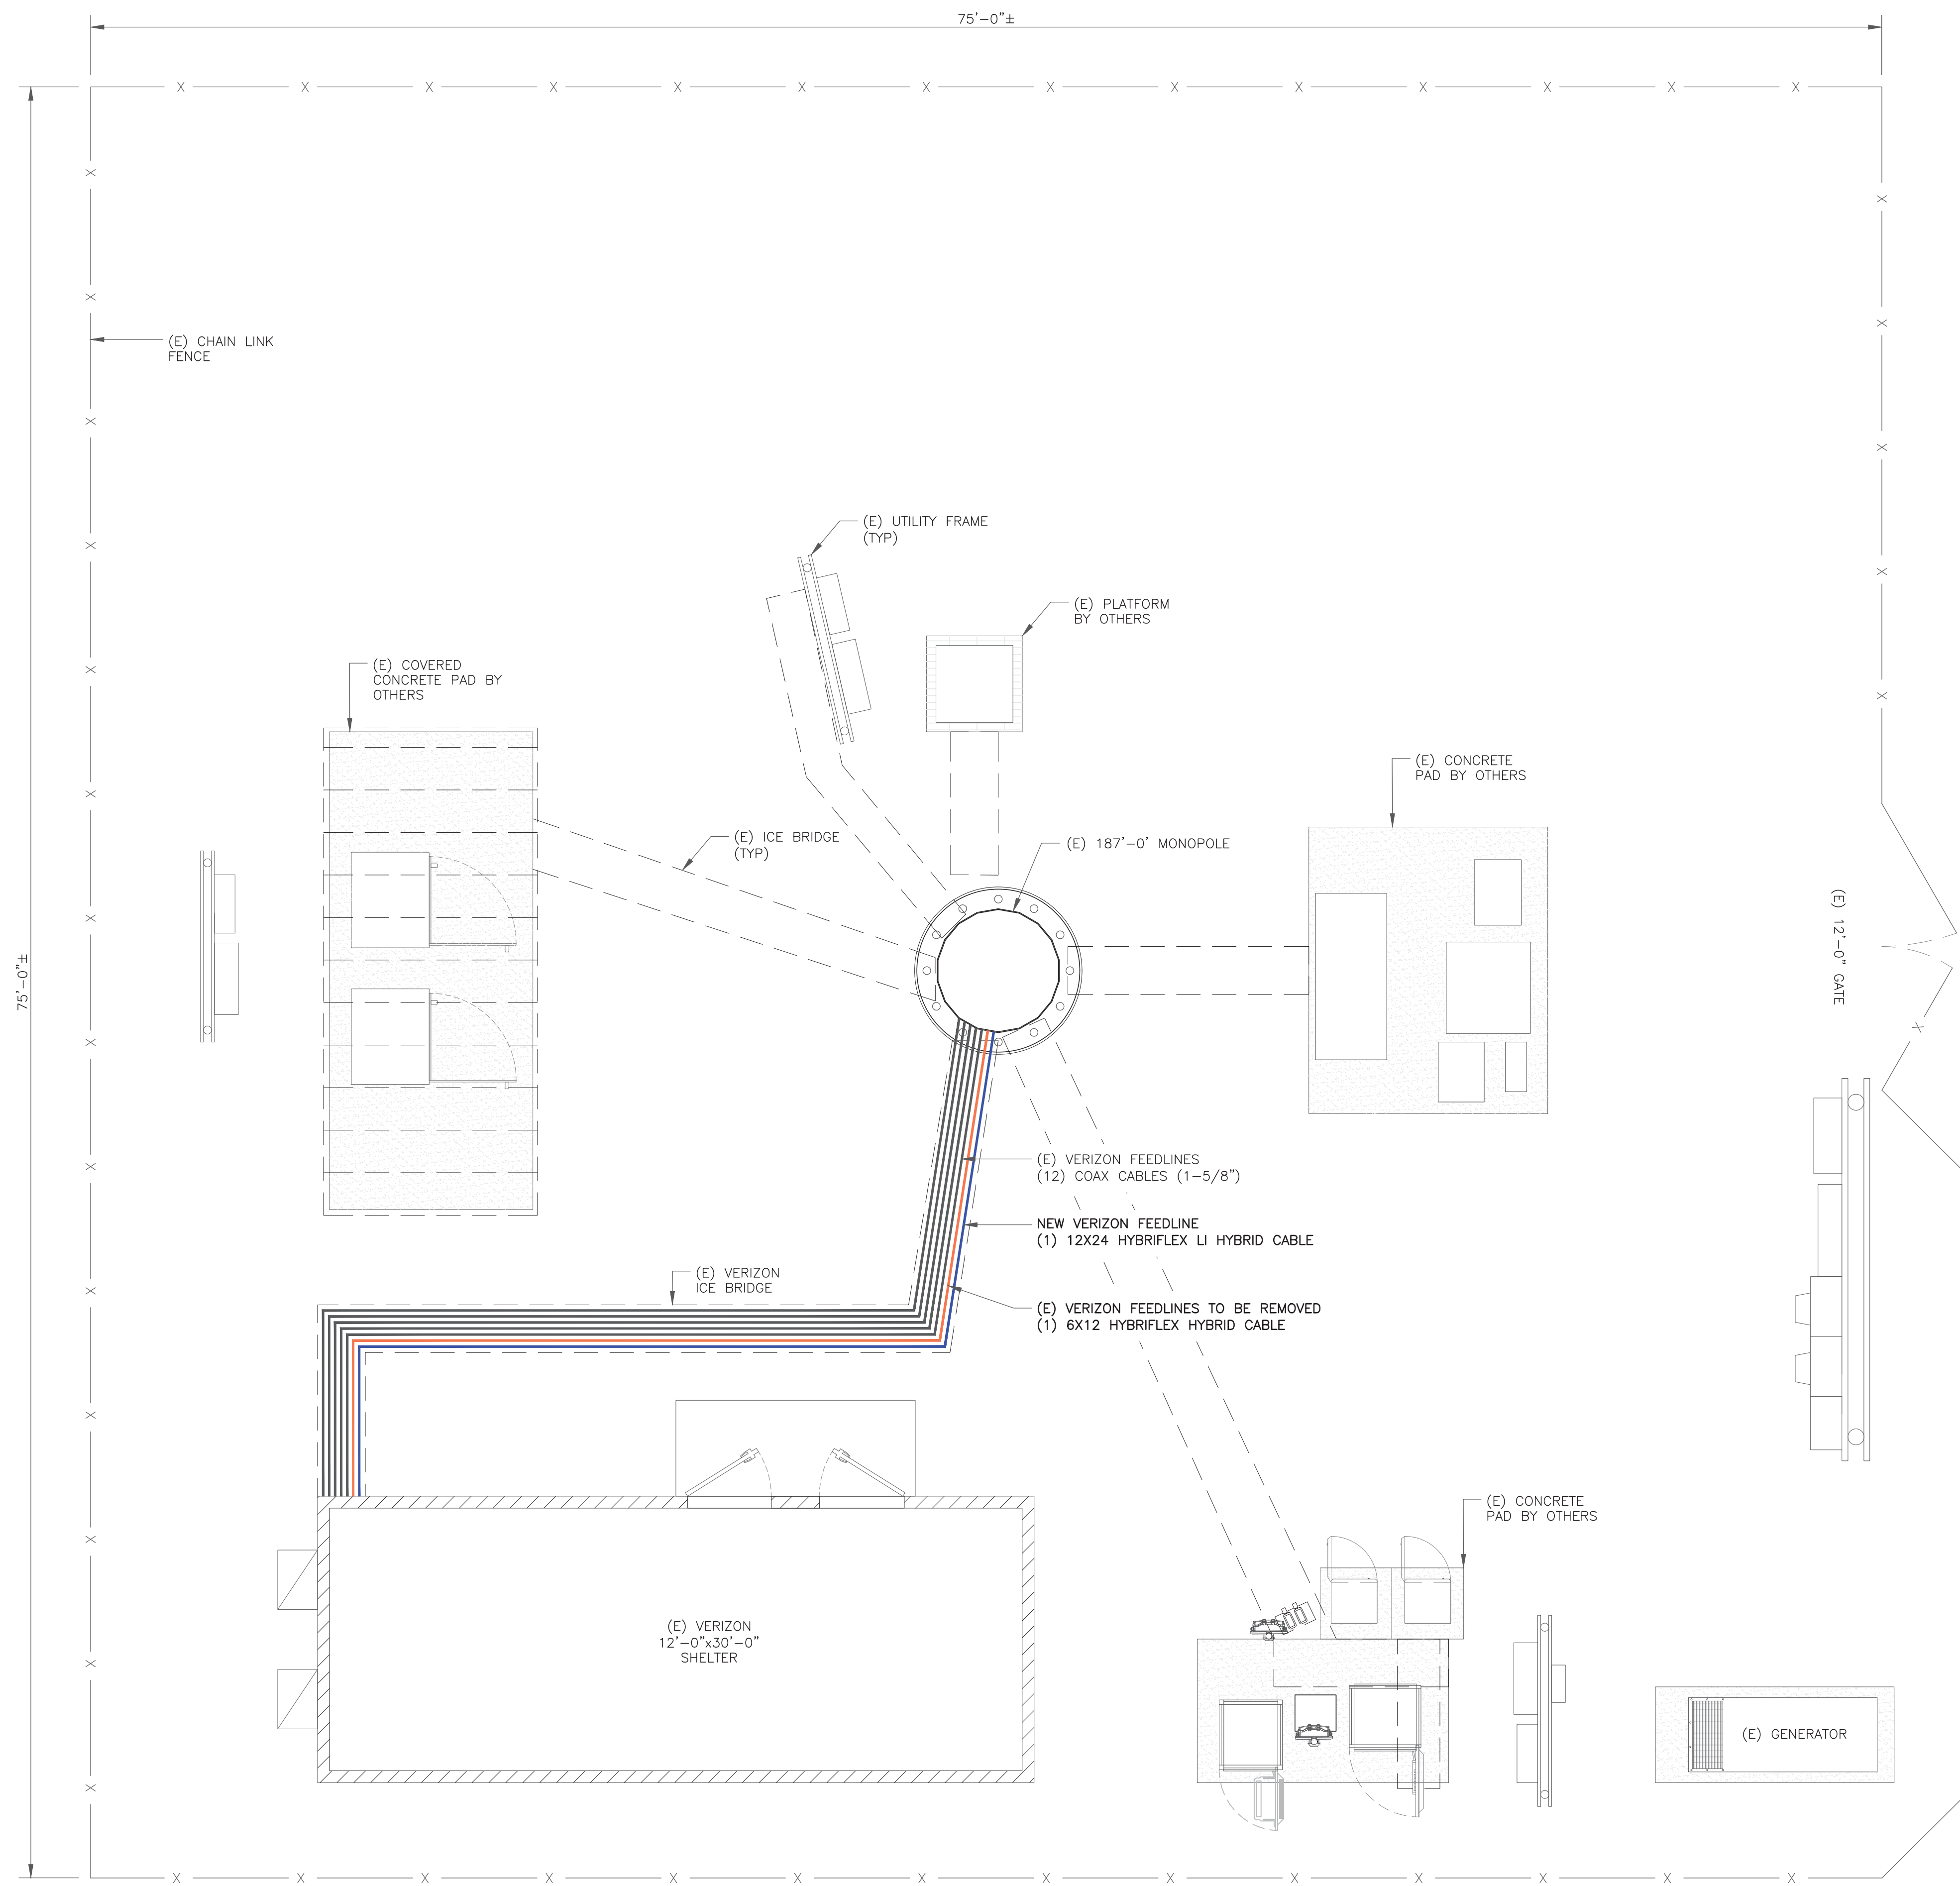 75'-0"±
(E) CHAIN LINK
FENCE
(E) UTILITY FRAME
(TYP)
(E) PLATFORM
BY OTHERS
(E) COVERED
CONCRETE PAD BY
OTHERS
(E) CONCRETE
PAD BY OTHERS
(E) ICE BRIDGE
(TYP)
(E) 187'-0' MONOPOLE
(E) 12'-0" GATE
75'-0"±
(E) VERIZON FEEDLINES
(12) COAX CABLES (1-5/8")
NEW VERIZON FEEDLINE
(1) 12X24 HYBRIFLEX LI HYBRID CABLE
(E) VERIZON
ICE BRIDGE
(E) VERIZON FEEDLINES TO BE REMOVED
(1) 6X12 HYBRIFLEX HYBRID CABLE
(E) CONCRETE
PAD BY OTHERS
(E) VERIZON
12'-0"x30'-0"
SHELTER
(E) GENERATOR